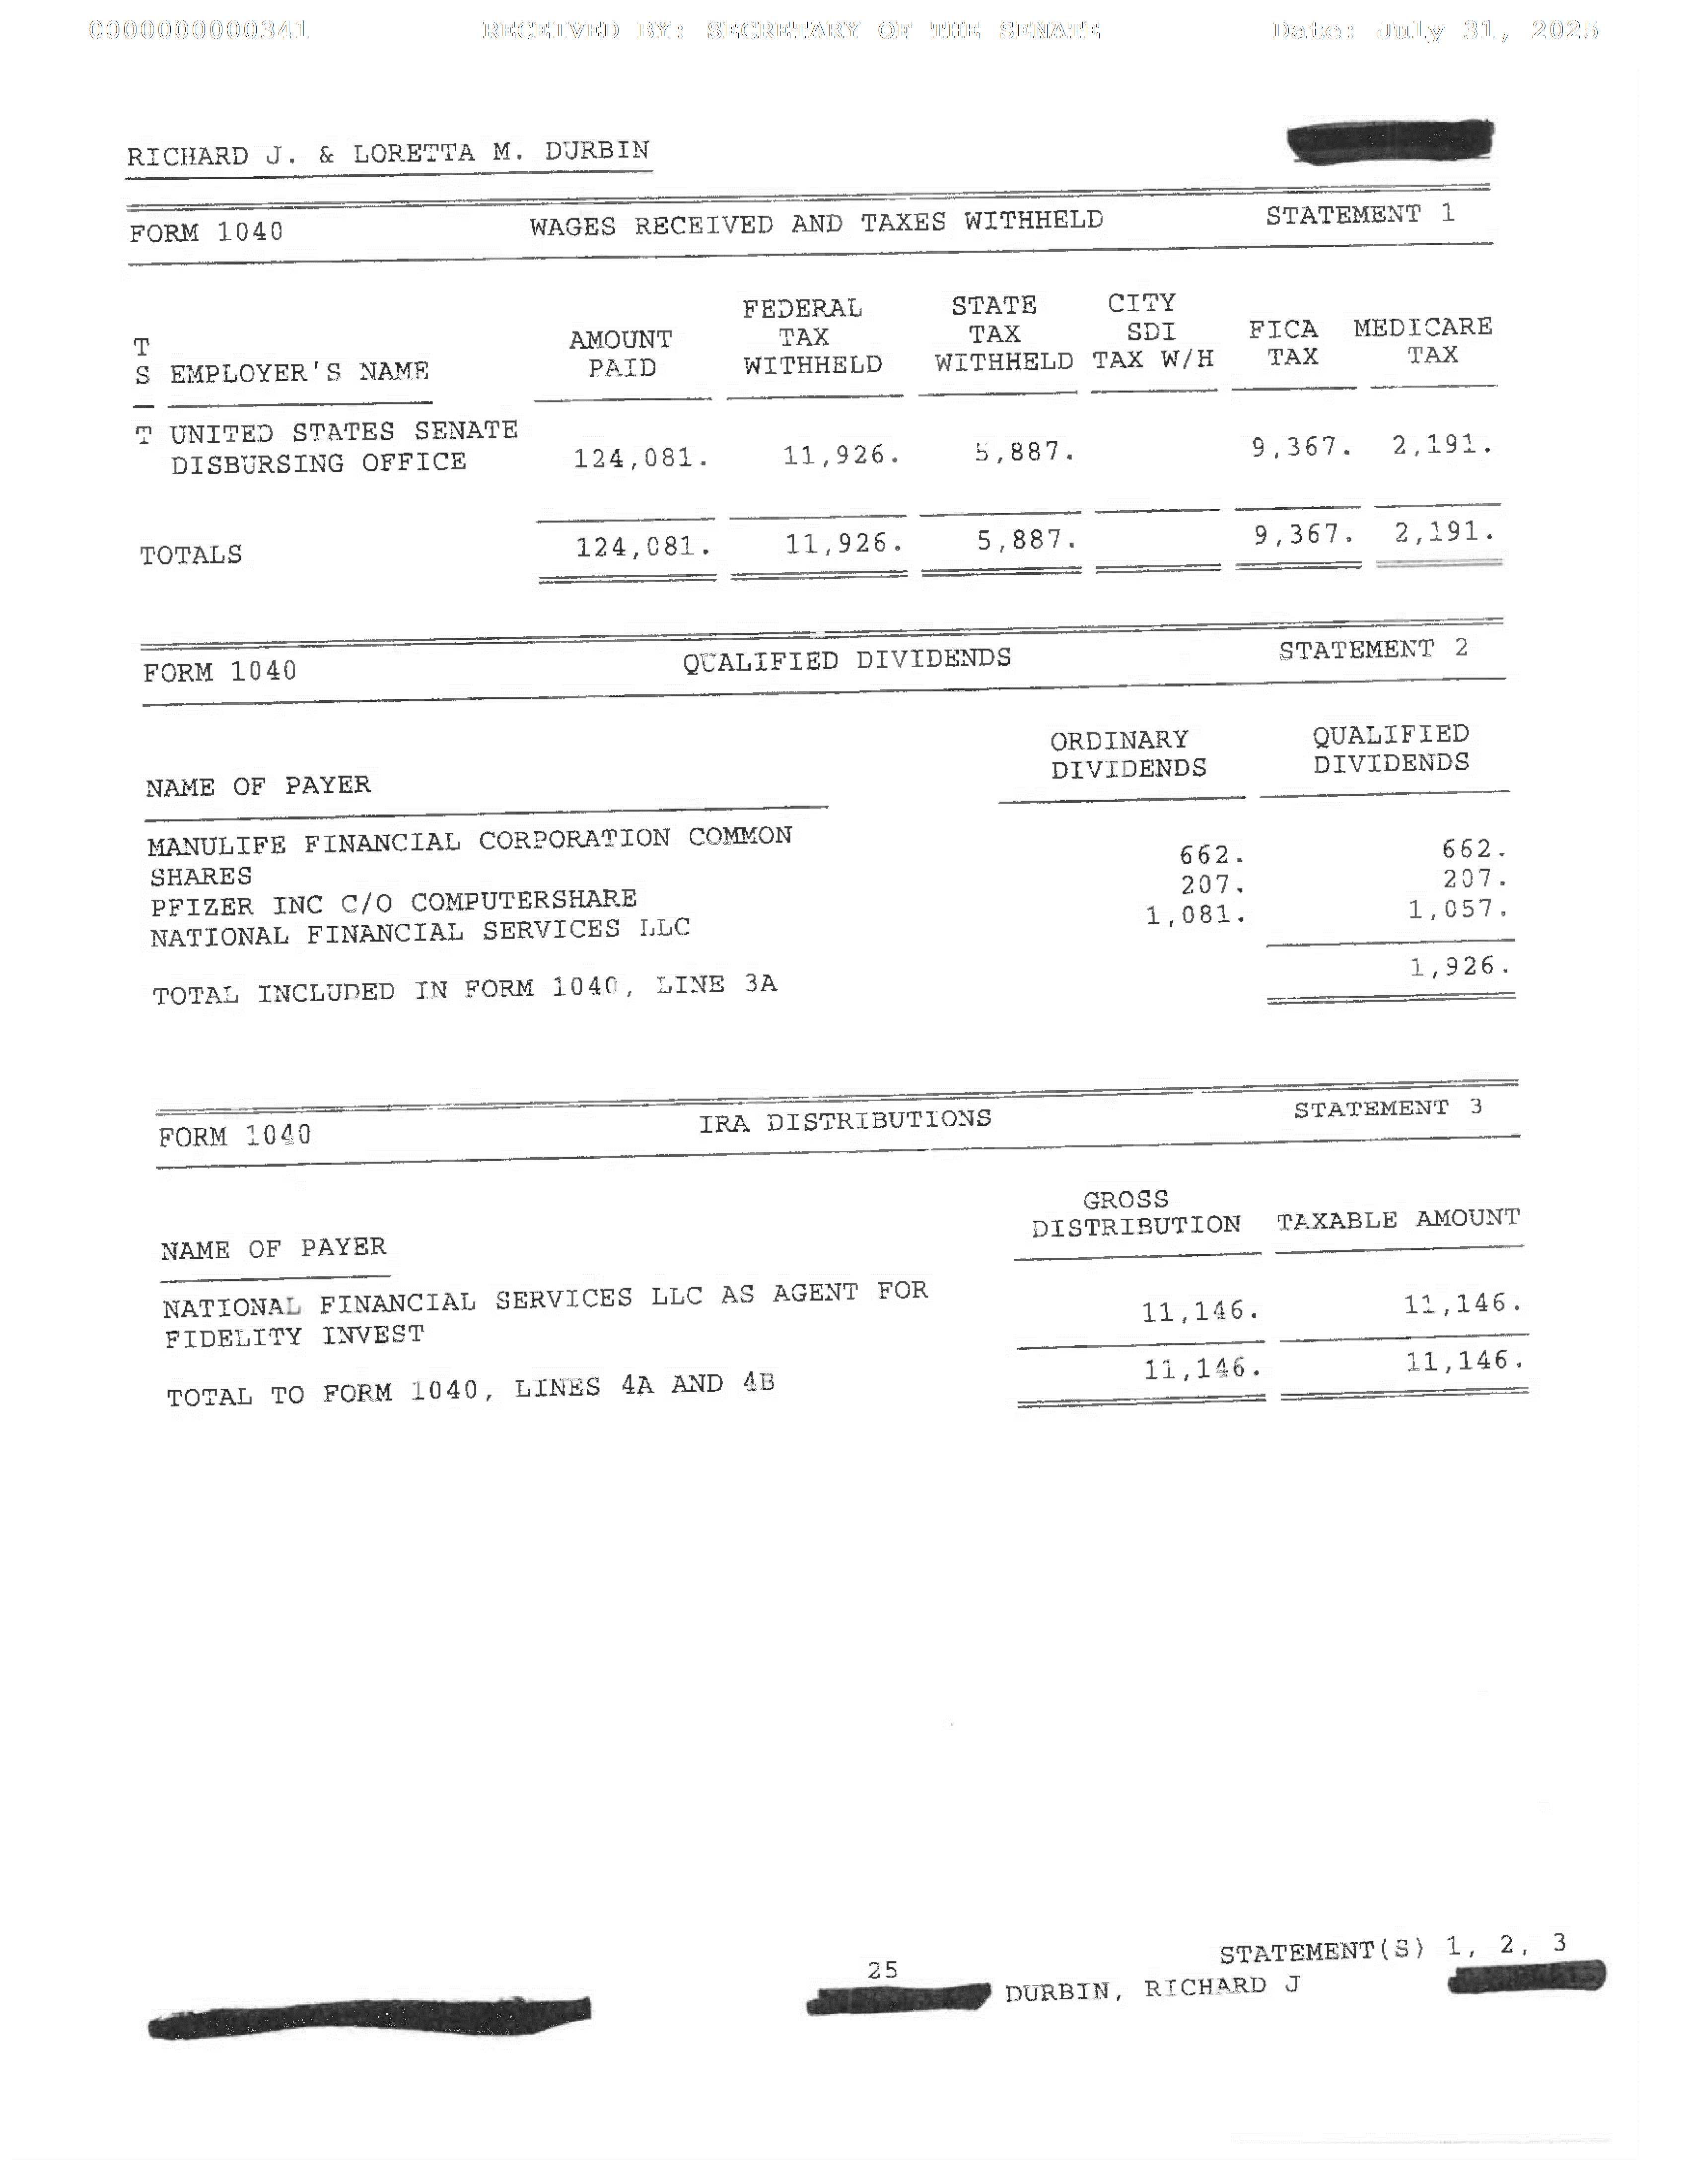 0000000000341 RECEIVED BY: SECRETARY OF THE SENATE Date: July 31, 2025
RICHARD J. & LORETTA M. DURBIN
FORM 1040 WAGES RECEIVED AND TAXES WITHHELD STATEMENT 1
FEDERAL STATE CITY
T AMOUNT TAX TAX SDI FICA MEDICARE
S EMPLOYER'S NAME PAID WITHHELD WITHHELD TAX W/H TAX TAX
T UNITED STATES SENATE
DISBURSING OFFICE 124,081. 11,926. 5,887. 9,367. 2,191.
TOTALS 124,081. 11,926. 5,887. 9,367. 2,191.
FORM 1040 QUALIFIED DIVIDENDS STATEMENT 2
ORDINARY QUALIFIED
NAME OF PAYER DIVIDENDS DIVIDENDS
MANULIFE FINANCIAL CORPORATION COMMON
SHARES 662. 662.
PFIZER INC C/O COMPUTERSHARE 207. 207.
NATIONAL FINANCIAL SERVICES LLC 1,081. 1,057.
TOTAL INCLUDED IN FORM 1040, LINE 3A 1,926.
FORM 1040 IRA DISTRIBUTIONS STATEMENT 3
GROSS
NAME OF PAYER DISTRIBUTION TAXABLE AMOUNT
NATIONAL FINANCIAL SERVICES LLC AS AGENT FOR
FIDELITY INVEST 11,146. 11,146.
TOTAL TO FORM 1040, LINES 4A AND 4B 11,146. 11,146.
STATEMENT(S) 1, 2, 3
25
DURBIN, RICHARD J